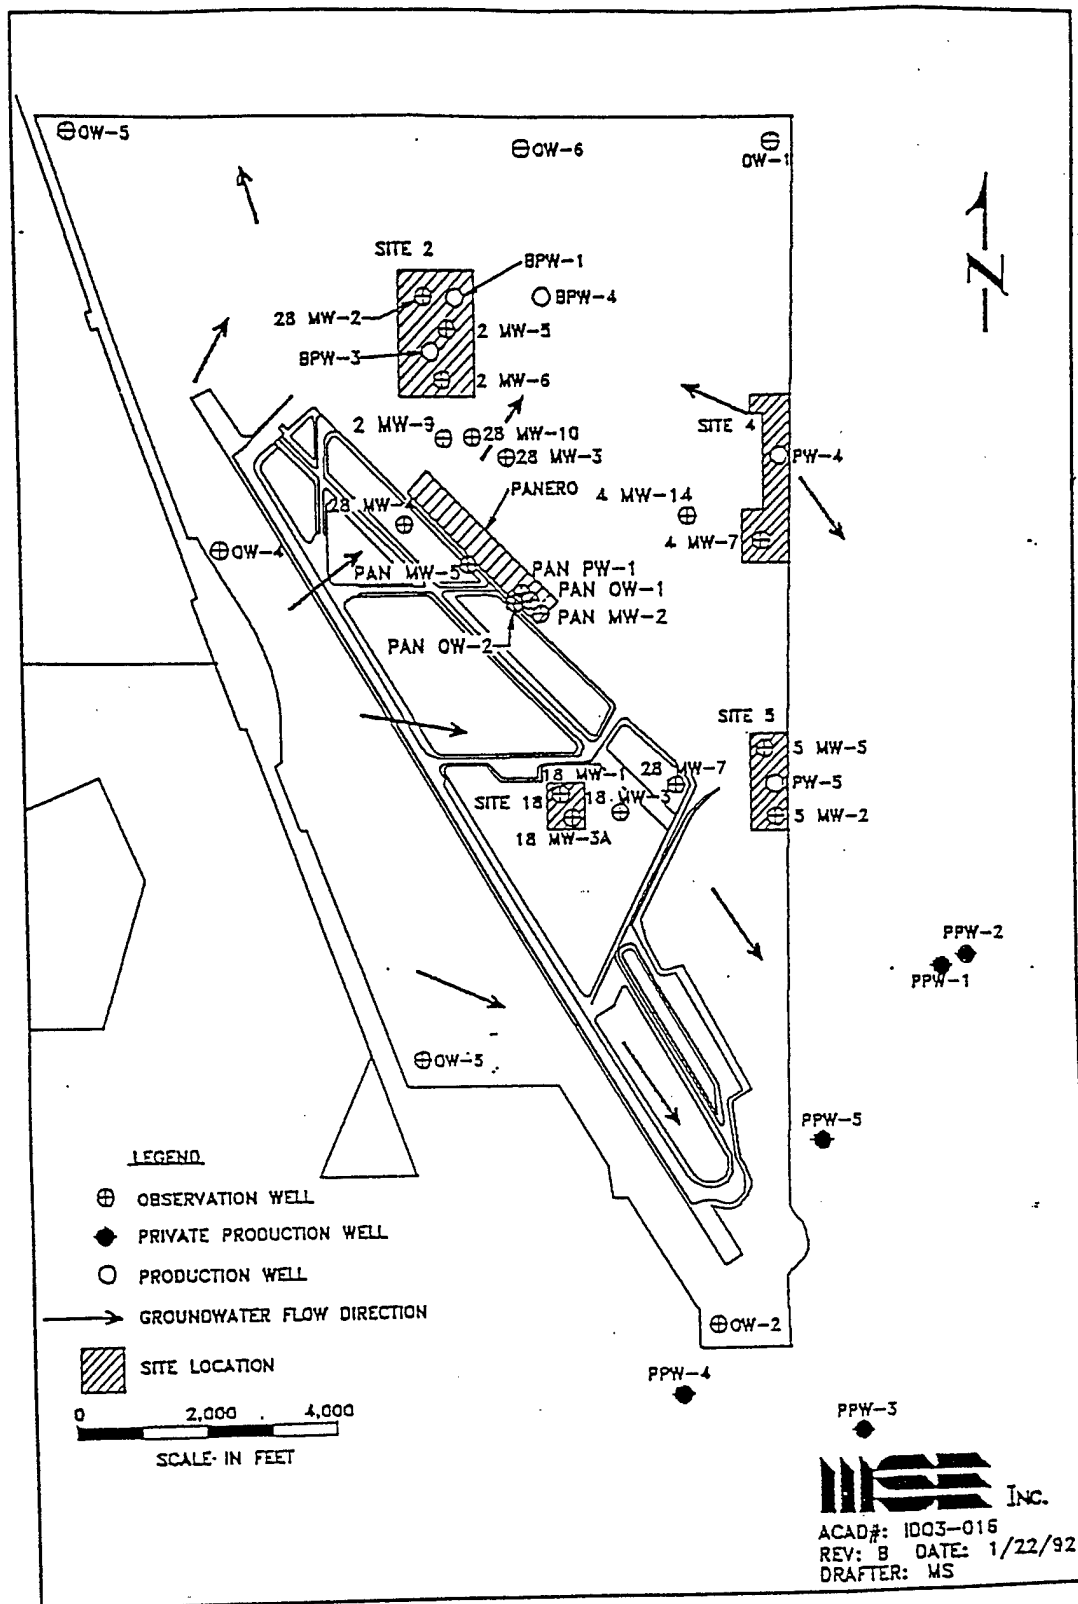 OW-5
OW-6
OW-1
N
SITE 2
BPW-1
BPW-4
28 MW-2
2 MW-5
BPW-3
2 MW-6
SITE 4
2 MW-9
28 MW-10
28 MW-3
PW-4
PANERO
4 MW-14
28 MW-4
4 MW-7
OW-4
PAN MW-5
PAN PW-1
PAN OW-1
PAN MW-2
PAN OW-2
SITE 5
5 MW-5
18 MW-1
28 MW-7
PW-5
SITE 18
18 MW-3
5 MW-2
18 MW-3A
PPW-2
PPW-1
OW-3
PPW-5
LEGEND
OBSERVATION WELL
PRIVATE PRODUCTION WELL
PRODUCTION WELL
GROUNDWATER FLOW DIRECTION
OW-2
SITE LOCATION
PPW-4
0 2,000 4,000
PPW-3
SCALE- IN FEET
MSE INC.
ACAD#: ID03-016
REV: B DATE: 1/22/92
DRAFTER: MS